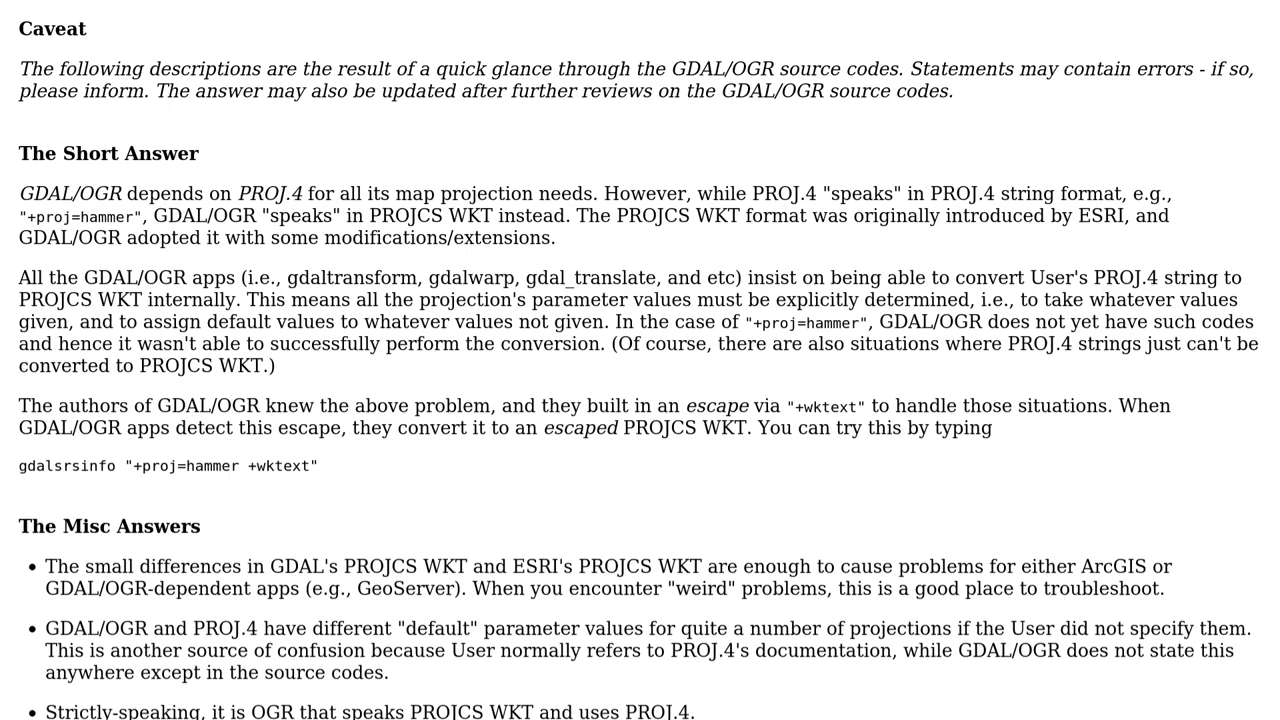 Caveat
The following descriptions are the result of a quick glance through the GDAL/OGR source codes. Statements may contain errors - if so,
please inform. The answer may also be updated after further reviews on the GDAL/OGR source codes.
The Short Answer
GDAL/OGR depends on PROJ.4 for all its map projection needs. However, while PROJ.4 "speaks" in PROJ.4 string format, e.g.,
"+proj=hammer", GDAL/OGR "speaks" in PROJCS WKT instead. The PROJCS WKT format was originally introduced by ESRI, and
GDAL/OGR adopted it with some modifications/extensions.
All the GDAL/OGR apps (i.e., gdaltransform, gdalwarp, gdal_translate, and etc) insist on being able to convert User's PROJ.4 string to
PROJCS WKT internally. This means all the projection's parameter values must be explicitly determined, i.e., to take whatever values
given, and to assign default values to whatever values not given. In the case of "+proj=hammer", GDAL/OGR does not yet have such codes
and hence it wasn't able to successfully perform the conversion. (Of course, there are also situations where PROJ.4 strings just can't be
converted to PROJCS WKT.)
The authors of GDAL/OGR knew the above problem, and they built in an escape via "+wktext" to handle those situations. When
GDAL/OGR apps detect this escape, they convert it to an escaped PROJCS WKT. You can try this by typing
gdalsrsinfo "+proj=hammer +wktext"
The Misc Answers
• The small differences in GDAL's PROJCS WKT and ESRI's PROJCS WKT are enough to cause problems for either ArcGIS or
GDAL/OGR-dependent apps (e.g., GeoServer). When you encounter "weird" problems, this is a good place to troubleshoot.
• GDAL/OGR and PROJ.4 have different "default" parameter values for quite a number of projections if the User did not specify them.
This is another source of confusion because User normally refers to PROJ.4's documentation, while GDAL/OGR does not state this
anywhere except in the source codes.
• Strictly-speaking, it is OGR that speaks PROJCS WKT and uses PROJ.4.